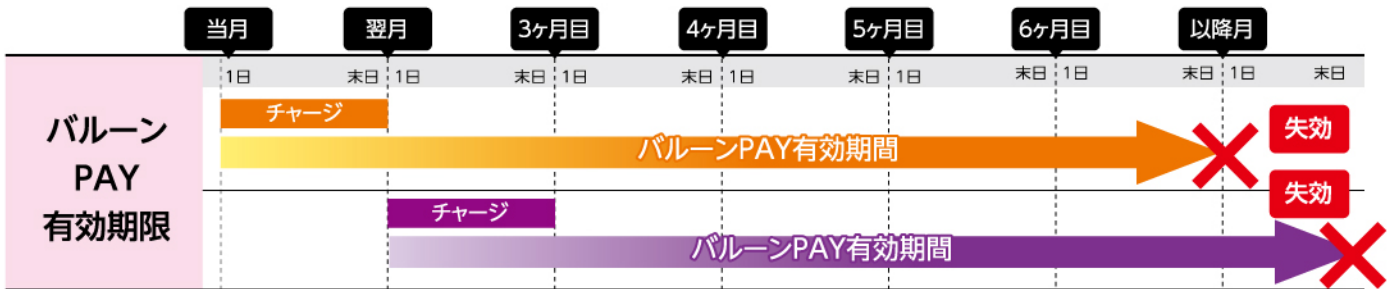 当月 翌月 3ヶ月目 4ヶ月目 5ヶ月目 6ヶ月目 以降月
1日 末日 1日 末日 1日 末日 1日 末日 1日 末日 1日 末日 1日 末日
バルーン
PAY
有効期限
チャージ
バルーンPAY有効期間
失効
チャージ
バルーンPAY有効期間
失効